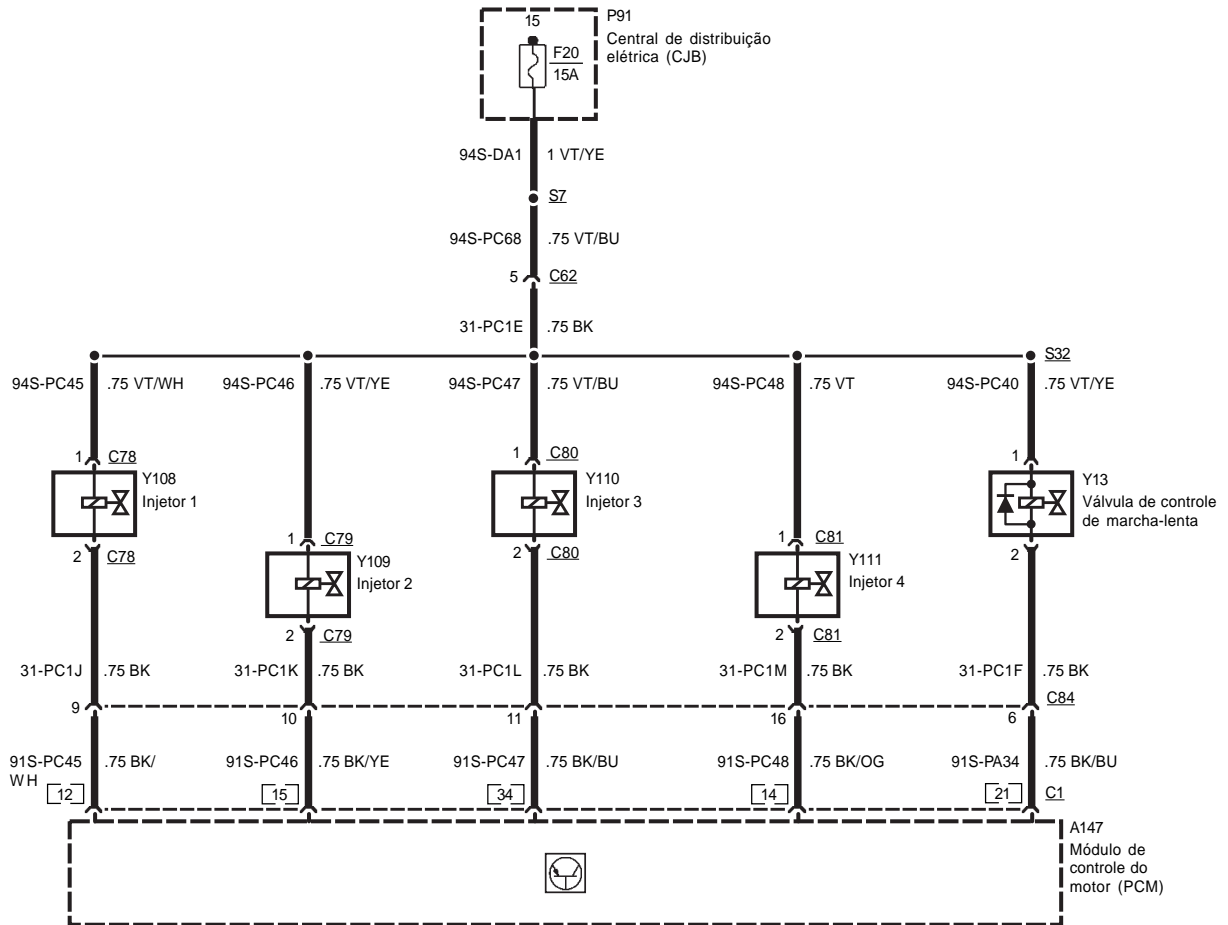 15
P91
Central de distribuição
elétrica (CJB)
F20
15A
94S-DA1
1 VT/YE
S7
94S-PC68
.75 VT/BU
5
C62
31-PC1E
.75 BK
S32
94S-PC45
.75 VT/WH
94S-PC46
.75 VT/YE
94S-PC47
.75 VT/BU
94S-PC48
.75 VT
94S-PC40
.75 VT/YE
1
C78
Y108
Injetor 1
2
C78
1
C79
Y109
Injetor 2
2
C79
1
C80
Y110
Injetor 3
2
C80
1
C81
Y111
Injetor 4
2
C81
1
Y13
Válvula de controle
de marcha-lenta
2
31-PC1J
.75 BK
31-PC1K
.75 BK
31-PC1L
.75 BK
31-PC1M
.75 BK
31-PC1F
.75 BK
C84
9
10
11
16
6
91S-PC45
WH
.75 BK/
91S-PC46
.75 BK/YE
91S-PC47
.75 BK/BU
91S-PC48
.75 BK/OG
91S-PA34
.75 BK/BU
12
15
34
14
21
C1
A147
Módulo de
controle do
motor (PCM)